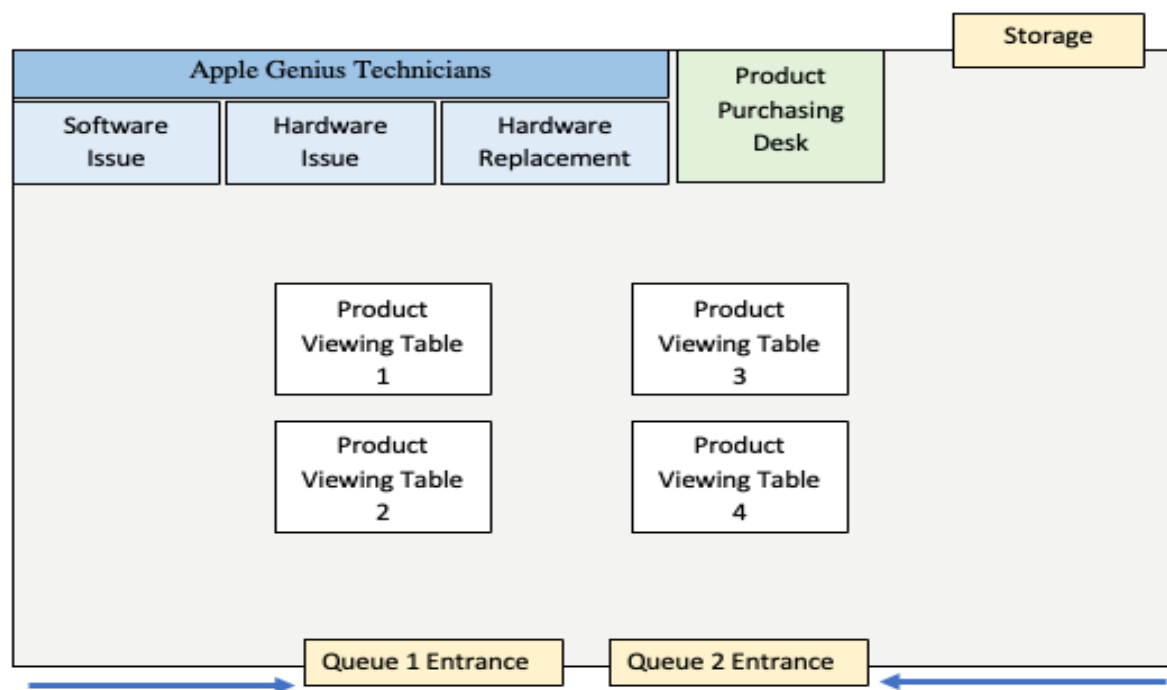 Storage
Apple Genius Technicians
Product
Purchasing
Desk
Software
Issue
Hardware
Issue
Hardware
Replacement
Product
Viewing Table
1
Product
Viewing Table
3
Product
Viewing Table
2
Product
Viewing Table
4
Queue 1 Entrance
Queue 2 Entrance